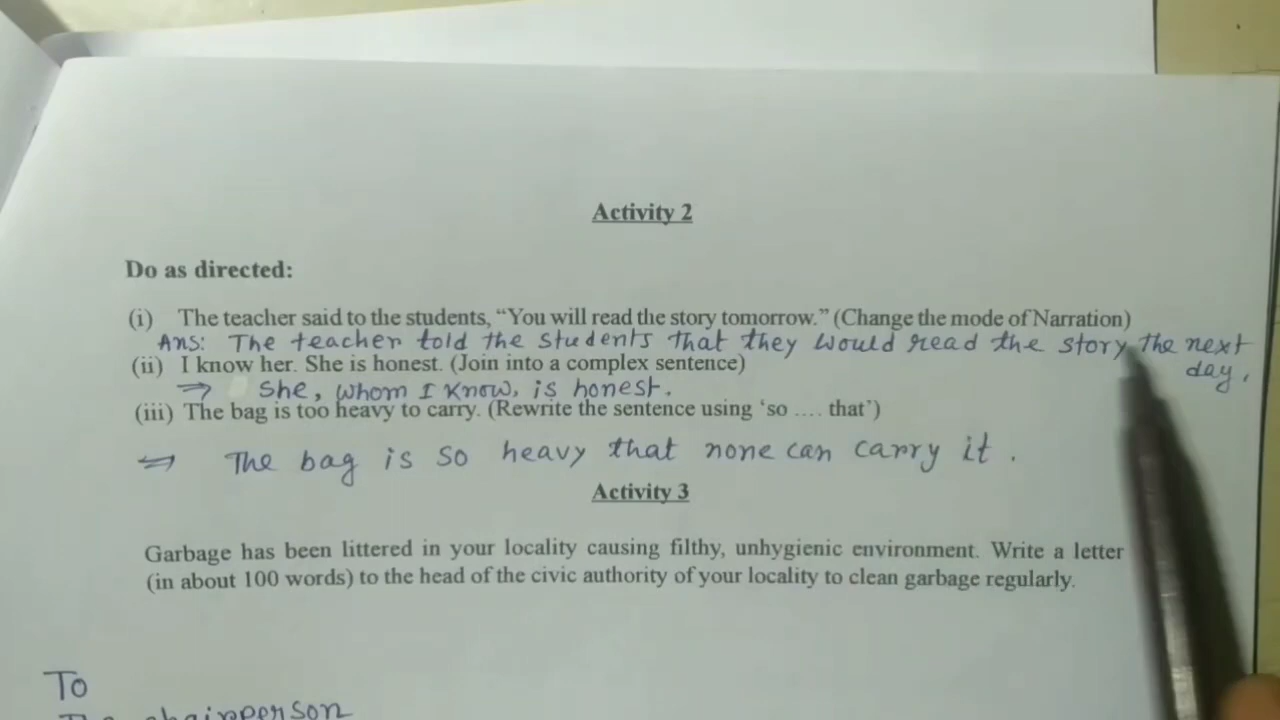 Activity 2
Do as directed:
(i) The teacher said to the students, “You will read the story tomorrow.” (Change the mode of Narration)
Ans: The teacher told the students that they would read the story the next
day.
(ii) I know her. She is honest. (Join into a complex sentence)
⇒ She, whom I know, is honest.
(iii) The bag is too heavy to carry. (Rewrite the sentence using ‘so .... that’)
⇒ The bag is so heavy that none can carry it.
Activity 3
Garbage has been littered in your locality causing filthy, unhygienic environment. Write a letter
(in about 100 words) to the head of the civic authority of your locality to clean garbage regularly.
To
The chairperson